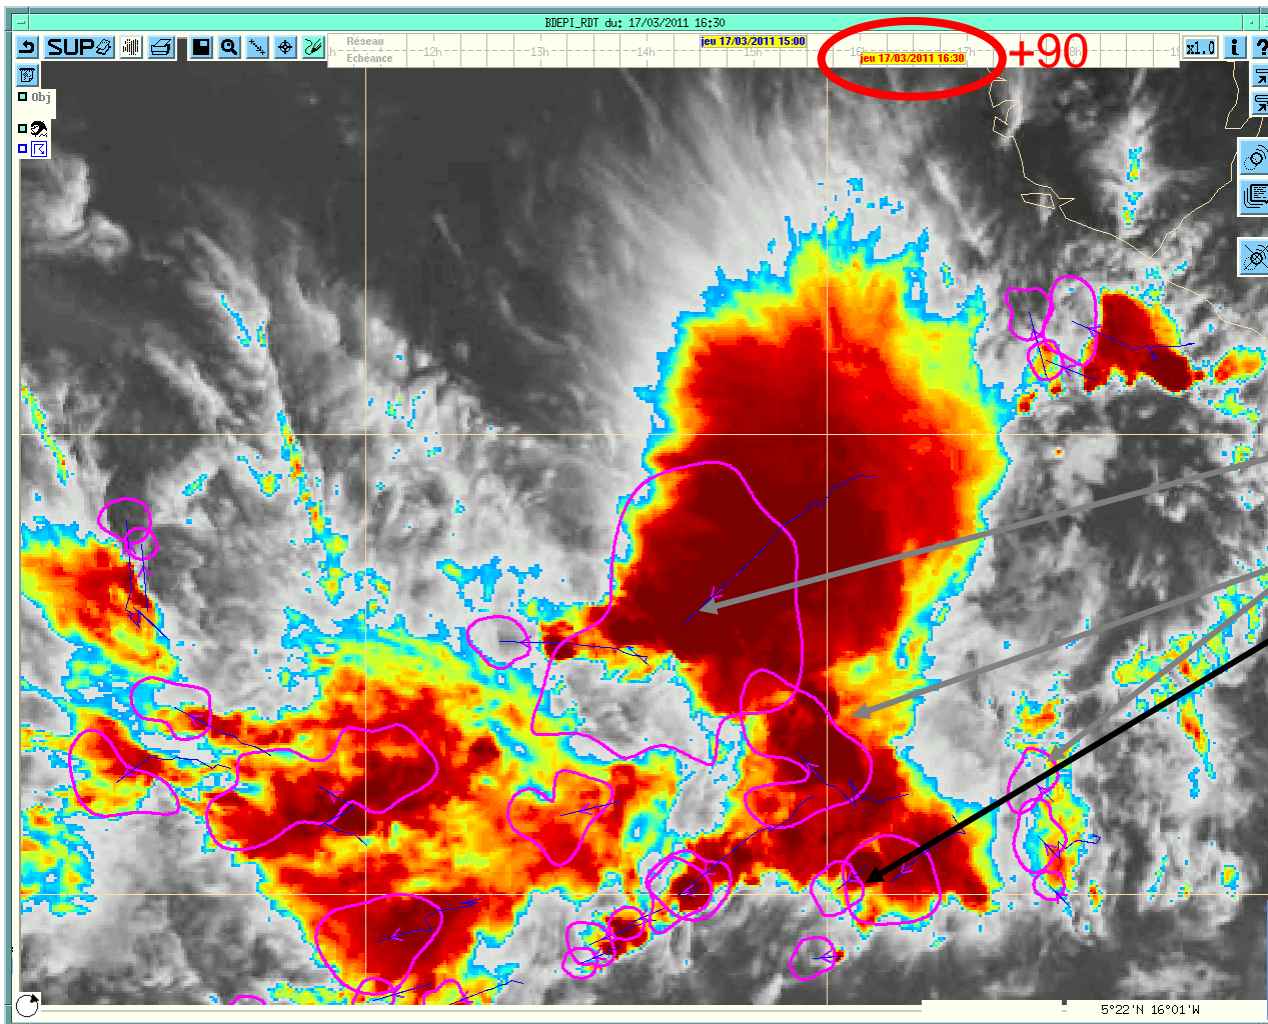 BDEPI_RDT du: 17/03/2011 16:30
SUP
Réseau
Echéance
12h
13h
14h
15h
16h
17h
jeu 17/03/2011 15:00
jeu 17/03/2011 16:30
+90
x1.0
i
?
Obj
5°22'N 16°01'W